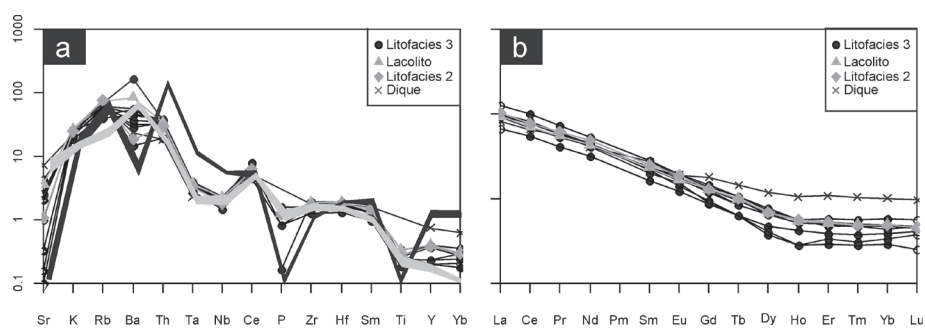 a
1000
100
10
1
0.1
Litofacies 3
Lacolito
Litofacies 2
Dique
Sr K Rb Ba Th Ta Nb Ce P Zr Hf Sm Ti Y Yb
b
Litofacies 3
Lacolito
Litofacies 2
Dique
La Ce Pr Nd Pm Sm Eu Gd Tb Dy Ho Er Tm Yb Lu